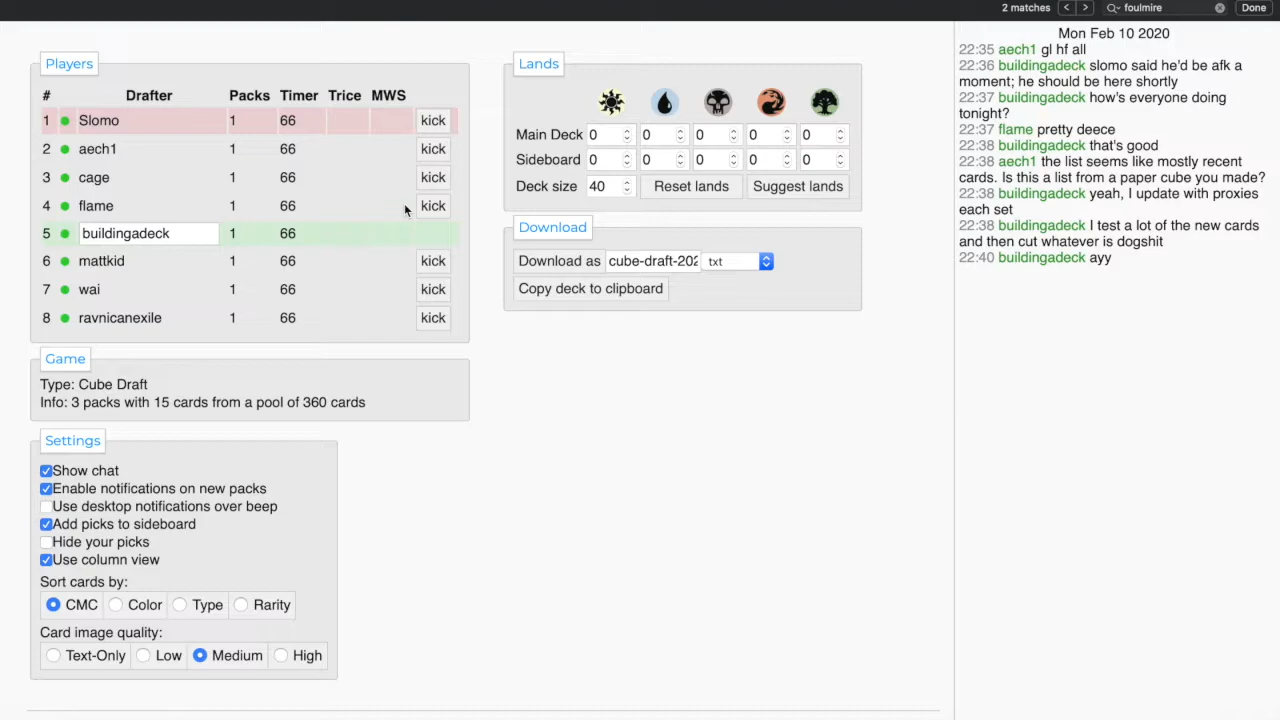 2 matches < > foulmire Done
Players
# Drafter Packs Timer Trice MWS
1 Slomo 1 66 kick
2 aech1 1 66 kick
3 cage 1 66 kick
4 flame 1 66 kick
5 buildingadeck 1 66
6 mattkid 1 66 kick
7 wai 1 66 kick
8 ravnicanexile 1 66 kick
Game
Type: Cube Draft
Info: 3 packs with 15 cards from a pool of 360 cards
Settings
Show chat
Enable notifications on new packs
Use desktop notifications over beep
Add picks to sideboard
Hide your picks
Use column view
Sort cards by:
CMC Color Type Rarity
Card image quality:
Text-Only Low Medium High
Lands
Main Deck 0 0 0 0 0
Sideboard 0 0 0 0 0
Deck size 40 Reset lands Suggest lands
Download
Download as cube-draft-202 txt
Copy deck to clipboard
Mon Feb 10 2020
22:35 aech1 gl hf all
22:36 buildingadeck slomo said he'd be afk a
moment; he should be here shortly
22:37 buildingadeck how's everyone doing
tonight?
22:37 flame pretty deece
22:38 buildingadeck that's good
22:38 aech1 the list seems like mostly recent
cards. Is this a list from a paper cube you made?
22:38 buildingadeck yeah, I update with proxies
each set
22:38 buildingadeck I test a lot of the new cards
and then cut whatever is dogshit
22:40 buildingadeck ayy